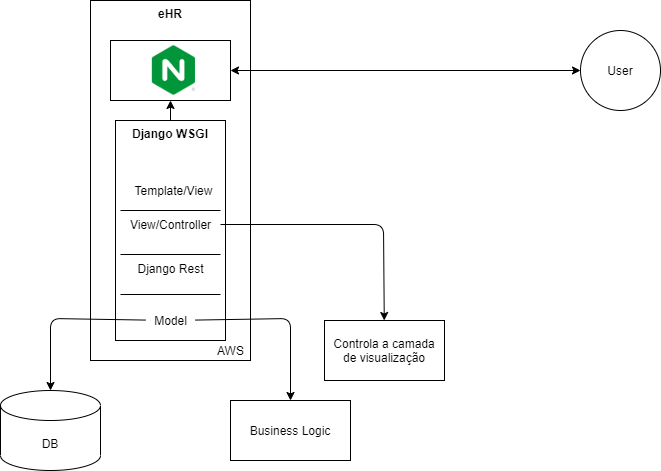 eHR
N
User
Django WSGI
Template/View
View/Controller
Django Rest
Model
AWS
Controla a camada
de visualização
DB
Business Logic